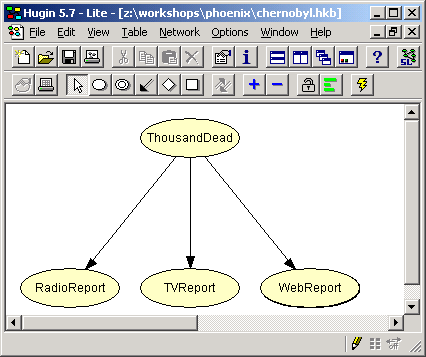 Hugin 5.7 - Lite - [z:\workshops\phoenix\chernobyl.hkb]
File Edit View Table Network Options Window Help
ThousandDead
RadioReport TVReport WebReport